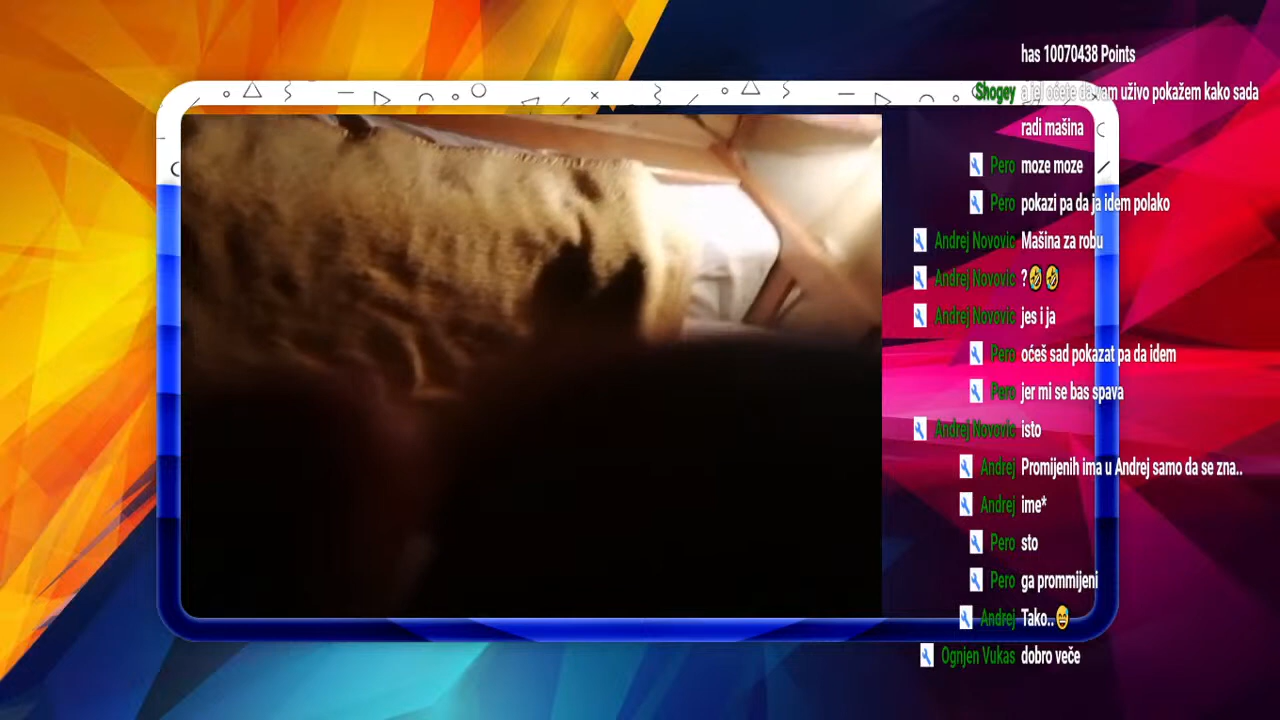 has 10070438 Points
Shogey a jel oćete da vam uživo pokažem kako sada
radi mašina
Pero moze moze
Pero pokazi pa da ja idem polako
Andrej Novovic Mašina za robu
Andrej Novovic ?🤣🤣
Andrej Novovic jes i ja
Pero oćeš sad pokazat pa da idem
Pero jer mi se bas spava
Andrej Novovic isto
Andrej Promijenih ima u Andrej samo da se zna..
Andrej ime*
Pero sto
Pero ga prommijeni
Andrej Tako..😅
Ognjen Vukas dobro veče